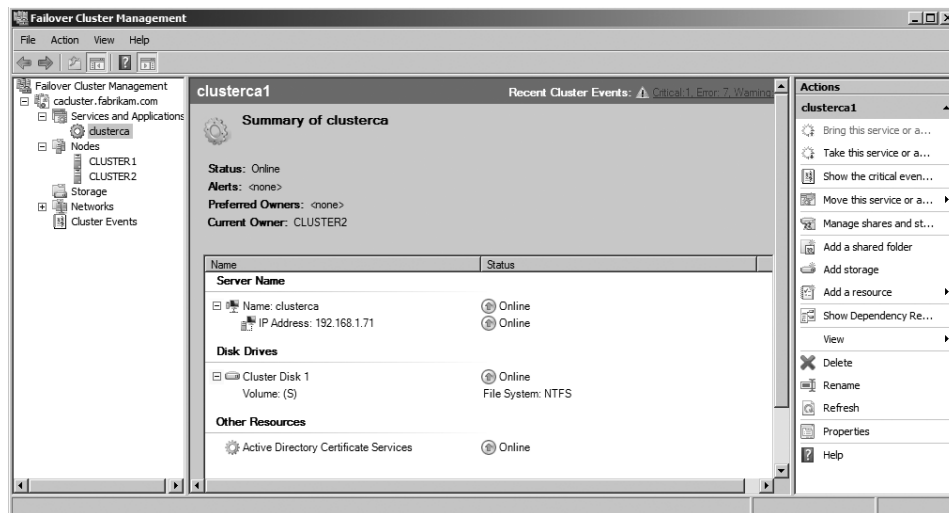 Failover Cluster Management
File Action View Help
Failover Cluster Management
cacluster.fabrikam.com
Services and Applications
clusterca
Nodes
CLUSTER1
CLUSTER2
Storage
Networks
Cluster Events
clusterca1
Recent Cluster Events: Critical: 1, Error: 7, Warning:
Summary of clusterca
Status: Online
Alerts: <none>
Preferred Owners: <none>
Current Owner: CLUSTER2
Name Status
Server Name
Name: clusterca Online
IP Address: 192.168.1.71 Online
Disk Drives
Cluster Disk 1 Online
Volume: (S) File System: NTFS
Other Resources
Active Directory Certificate Services Online
Actions
clusterca1
Bring this service or a...
Take this service or a...
Show the critical even...
Move this service or a...
Manage shares and st...
Add a shared folder
Add storage
Add a resource
Show Dependency Re...
View
Delete
Rename
Refresh
Properties
Help